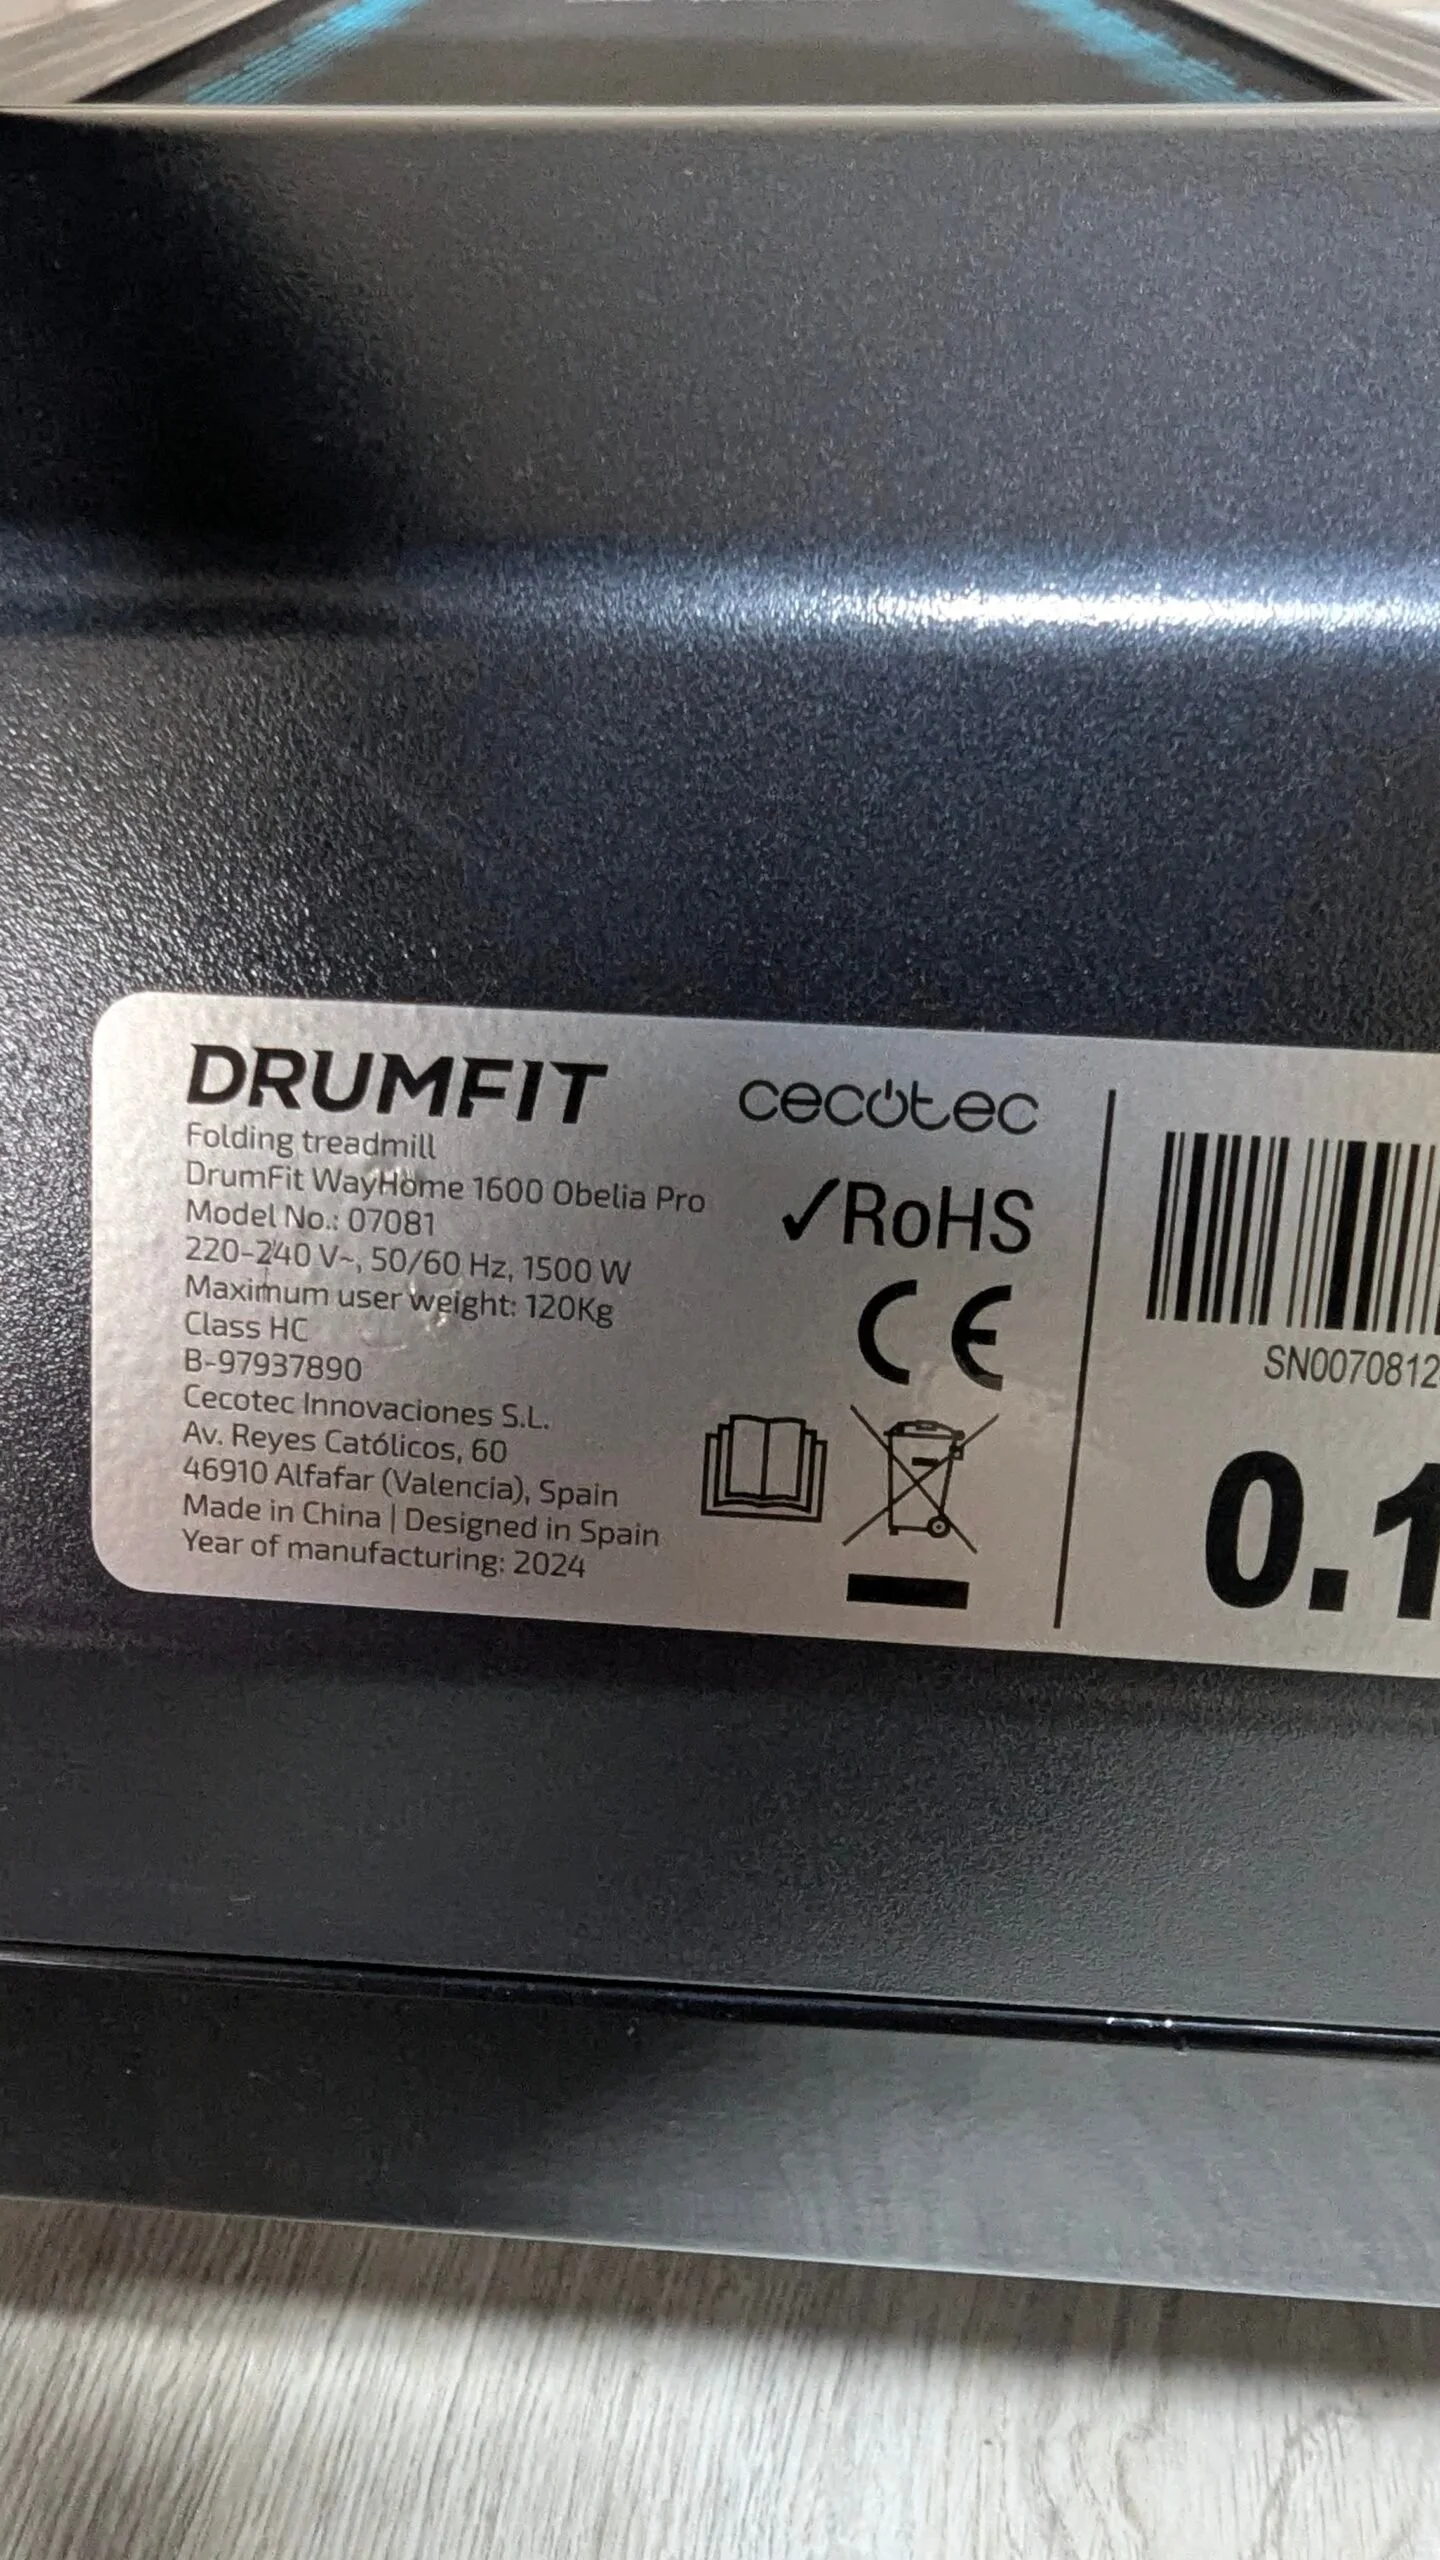 DRUMFIT
cecotec
Folding treadmill
DrumFit WayHome 1600 Obelia Pro
Model No.: 07081
220-240 V~, 50/60 Hz, 1500 W
Maximum user weight: 120Kg
Class HC
B-97937890
Cecotec Innovaciones S.L.
Av. Reyes Católicos, 60
46910 Alfafar (Valencia), Spain
Made in China | Designed in Spain
Year of manufacturing: 2024
✓RoHS
CE
SN0070812
0.1